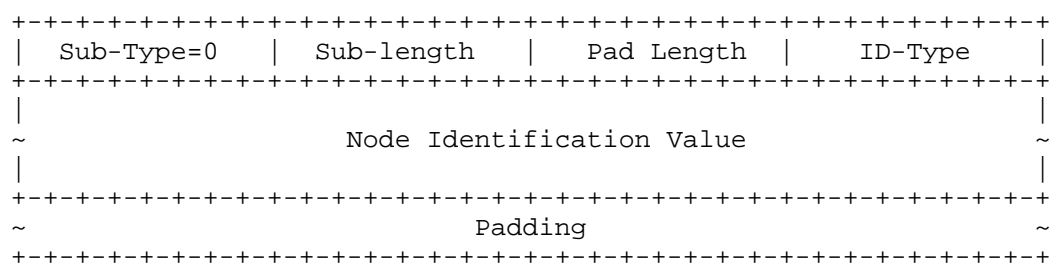 +-+-+-+-+-+-+-+-+-+-+-+-+-+-+-+-+-+-+-+-+-+-+-+-+-+-+-+-+-+-+-+-+
|  Sub-Type=0   |  Sub-length   |   Pad Length  |    ID-Type    |
+-+-+-+-+-+-+-+-+-+-+-+-+-+-+-+-+-+-+-+-+-+-+-+-+-+-+-+-+-+-+-+-+
|                                                               |
~                    Node Identification Value                  ~
|                                                               |
+-+-+-+-+-+-+-+-+-+-+-+-+-+-+-+-+-+-+-+-+-+-+-+-+-+-+-+-+-+-+-+-+
~                            Padding                            ~
+-+-+-+-+-+-+-+-+-+-+-+-+-+-+-+-+-+-+-+-+-+-+-+-+-+-+-+-+-+-+-+-+